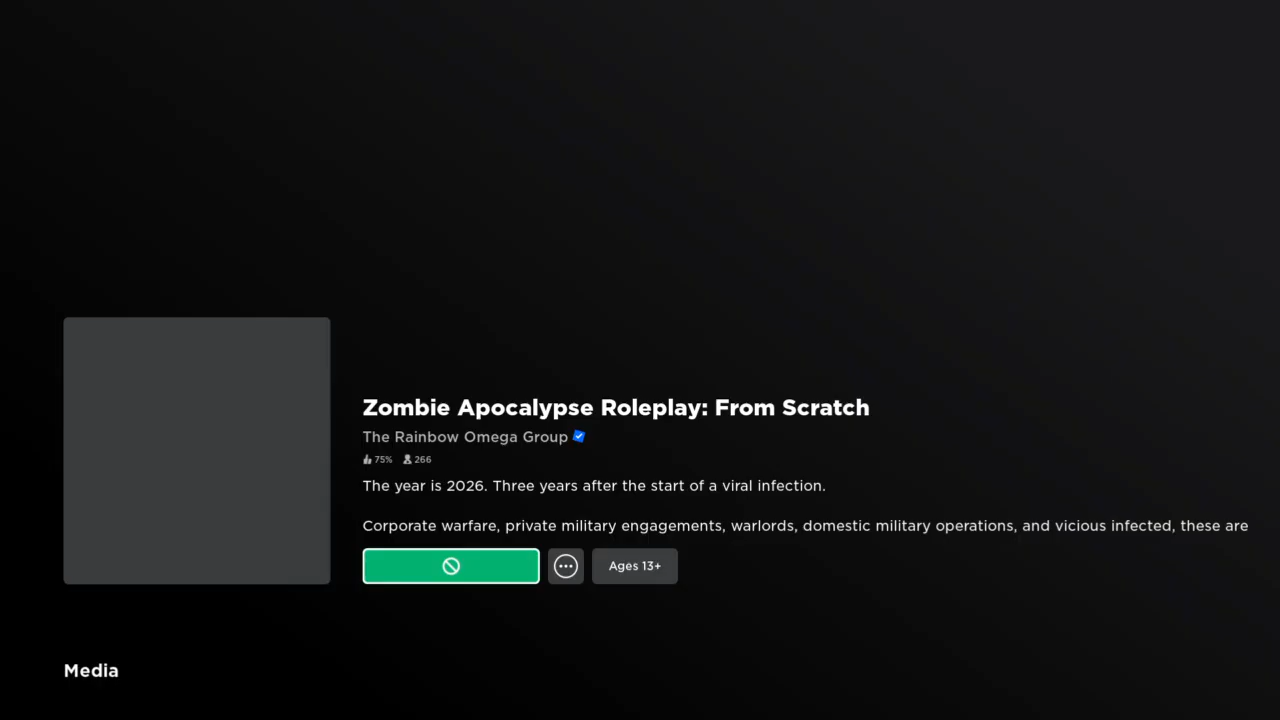 Zombie Apocalypse Roleplay: From Scratch
The Rainbow Omega Group
75% 266
The year is 2026. Three years after the start of a viral infection.
Corporate warfare, private military engagements, warlords, domestic military operations, and vicious infected, these are
Ages 13+
Media